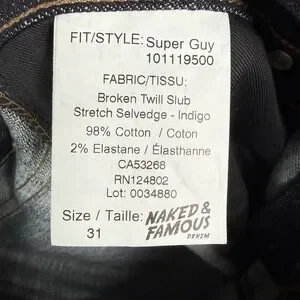 FIT/STYLE: Super Guy
101119500
FABRIC/TISSU:
Broken Twill Slub
Stretch Selvedge - Indigo
98% Cotton / Coton
2% Elastane / Élasthanne
CA53268
RN124802
Lot: 0034880
Size / Taille:
31
NAKED &
FAMOUS
DENIM